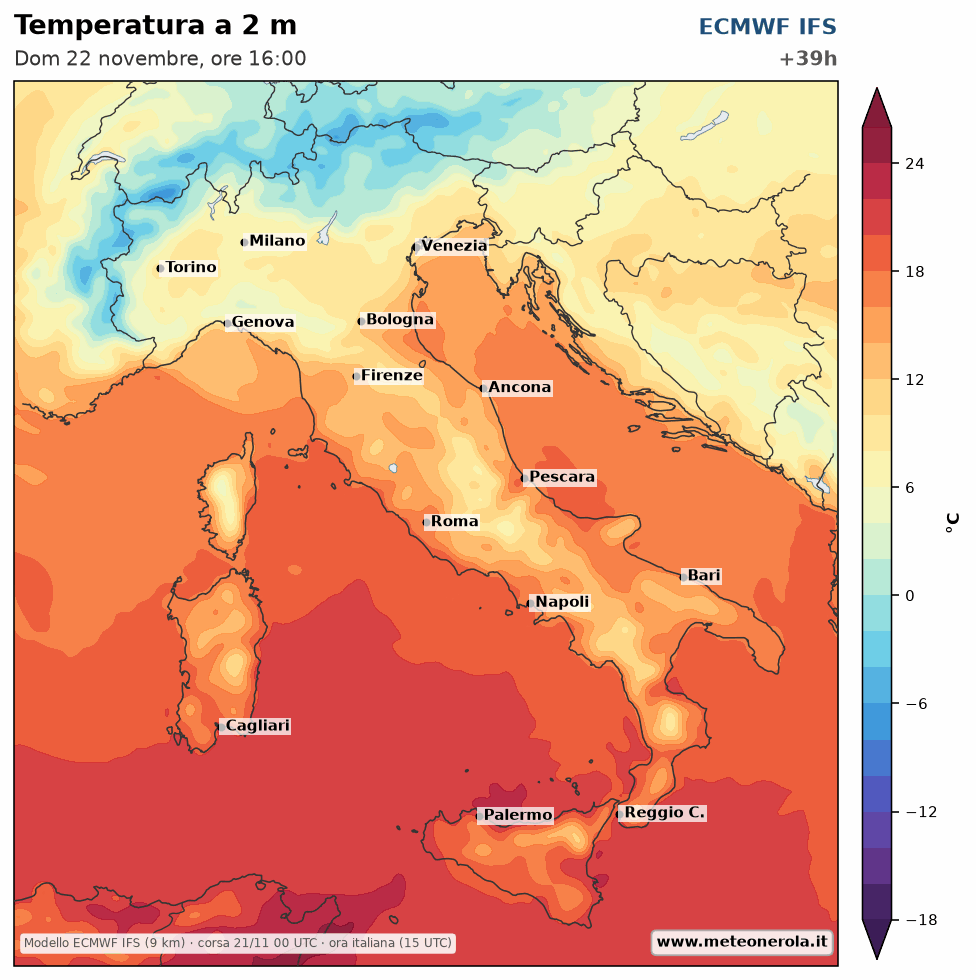 Temperatura a 2 m
ECMWF IFS
Dom 22 novembre, ore 16:00
+39h
Milano
Venezia
Torino
Genova
Bologna
Firenze
Ancona
Pescara
Roma
Bari
Napoli
Cagliari
Palermo
Reggio C.
24
18
12
6
0
−6
−12
−18
°C
Modello ECMWF IFS (9 km) · corsa 21/11 00 UTC · ora italiana (15 UTC)
www.meteonerola.it